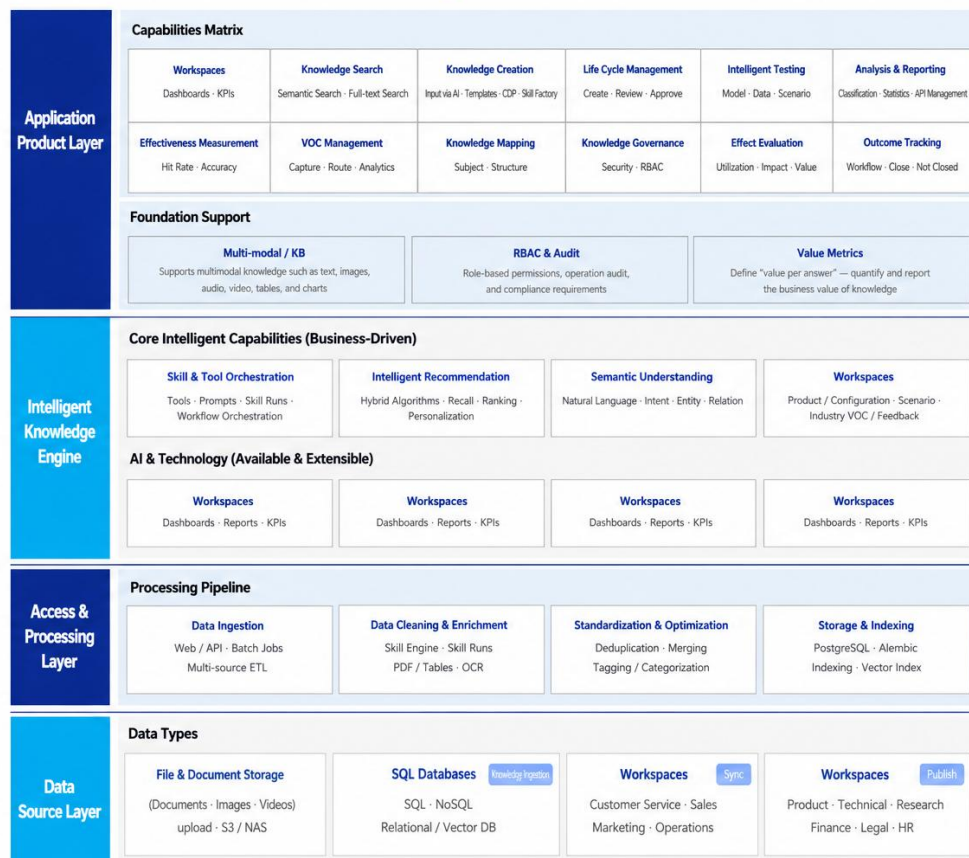 Application
Product Layer
Capabilities Matrix
Workspaces
Dashboards · KPIs
Knowledge Search
Semantic Search · Full-text Search
Knowledge Creation
Input via AI · Templates · CDP · Skill Factory
Life Cycle Management
Create · Review · Approve
Intelligent Testing
Model · Data · Scenario
Analysis & Reporting
Classification · Statistics · API Management
Effectiveness Measurement
Hit Rate · Accuracy
VOC Management
Capture · Route · Analytics
Knowledge Mapping
Subject · Structure
Knowledge Governance
Security · RBAC
Effect Evaluation
Utilization · Impact · Value
Outcome Tracking
Workflow · Close · Not Closed
Foundation Support
Multi-modal / KB
Supports multimodal knowledge such as text, images,
audio, video, tables, and charts
RBAC & Audit
Role-based permissions, operation audit,
and compliance requirements
Value Metrics
Define “value per answer” — quantify and report
the business value of knowledge
Intelligent
Knowledge
Engine
Core Intelligent Capabilities (Business-Driven)
Skill & Tool Orchestration
Tools · Prompts · Skill Runs ·
Workflow Orchestration
Intelligent Recommendation
Hybrid Algorithms · Recall · Ranking ·
Personalization
Semantic Understanding
Natural Language · Intent · Entity · Relation
Workspaces
Product / Configuration · Scenario ·
Industry VOC / Feedback
AI & Technology (Available & Extensible)
Workspaces
Dashboards · Reports · KPIs
Workspaces
Dashboards · Reports · KPIs
Workspaces
Dashboards · Reports · KPIs
Workspaces
Dashboards · Reports · KPIs
Access &
Processing
Layer
Processing Pipeline
Data Ingestion
Web / API · Batch Jobs
Multi-source ETL
Data Cleaning & Enrichment
Skill Engine · Skill Runs
PDF / Tables · OCR
Standardization & Optimization
Deduplication · Merging
Tagging / Categorization
Storage & Indexing
PostgreSQL · Alembic
Indexing · Vector Index
Data
Source Layer
Data Types
File & Document Storage
(Documents · Images · Videos)
upload · S3 / NAS
SQL Databases
Knowledge Ingestion
SQL · NoSQL
Relational / Vector DB
Workspaces
Sync
Customer Service · Sales
Marketing · Operations
Workspaces
Publish
Product · Technical · Research
Finance · Legal · HR